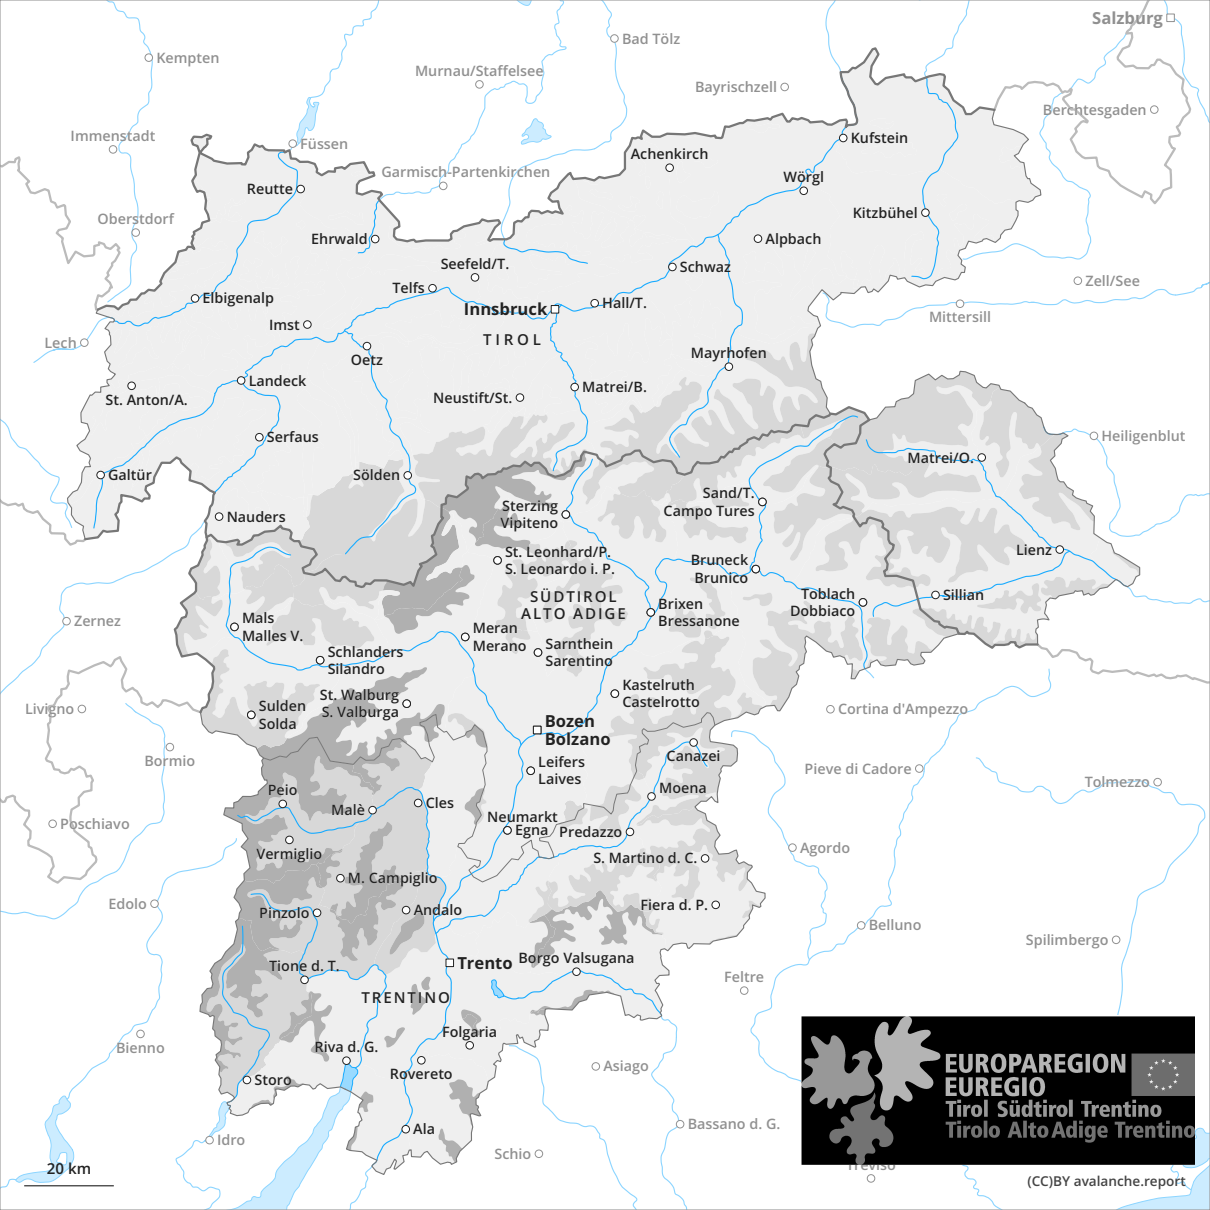 Salzburg
Bad Tölz
Kempten
Murnau/Staffelsee
Bayrischzell
Berchtesgaden
Immenstadt
Füssen
Kufstein
Achenkirch
Garmisch-Partenkirchen
Wörgl
Reutte
Oberstdorf
Kitzbühel
Ehrwald
Alpbach
Seefeld/T.
Schwaz
Zell/See
Telfs
Elbigenalp
Hall/T.
Innsbruck
Mittersill
Imst
TIROL
Lech
Mayrhofen
Oetz
Landeck
Matrei/B.
St. Anton/A.
Neustift/St.
Serfaus
Heiligenblut
Matrei/O.
Galtür
Sölden
Sand/T.
Campo Tures
Sterzing
Vipiteno
Nauders
Lienz
St. Leonhard/P.
S. Leonardo i. P.
Bruneck
Brunico
SÜDTIROL
ALTO ADIGE
Toblach
Dobbiaco
Sillian
Brixen
Bressanone
Mals
Malles V.
Zernez
Meran
Merano
Sarnthein
Sarentino
Schlanders
Silandro
Kastelruth
Castelrotto
St. Walburg
S. Valburga
Sulden
Solda
Livigno
Cortina d'Ampezzo
Bozen
Bolzano
Bormio
Canazei
Leifers
Laives
Pieve di Cadore
Tolmezzo
Peio
Moena
Malè
Cles
Neumarkt
Egna
Predazzo
Poschiavo
Vermiglio
Agordo
S. Martino d. C.
M. Campiglio
Edolo
Pinzolo
Andalo
Fiera d. P.
Belluno
Spilimbergo
Trento
Borgo Valsugana
Tione d. T.
Feltre
TRENTINO
Folgaria
Bienno
Riva d. G.
Rovereto
Asiago
Storo
EUROPAREGION
EUREGIO
Tirol Südtirol Trentino
Tirolo Alto Adige Trentino
Ala
Bassano d. G.
Idro
Schio
Treviso
20 km
(CC)BY avalanche.report